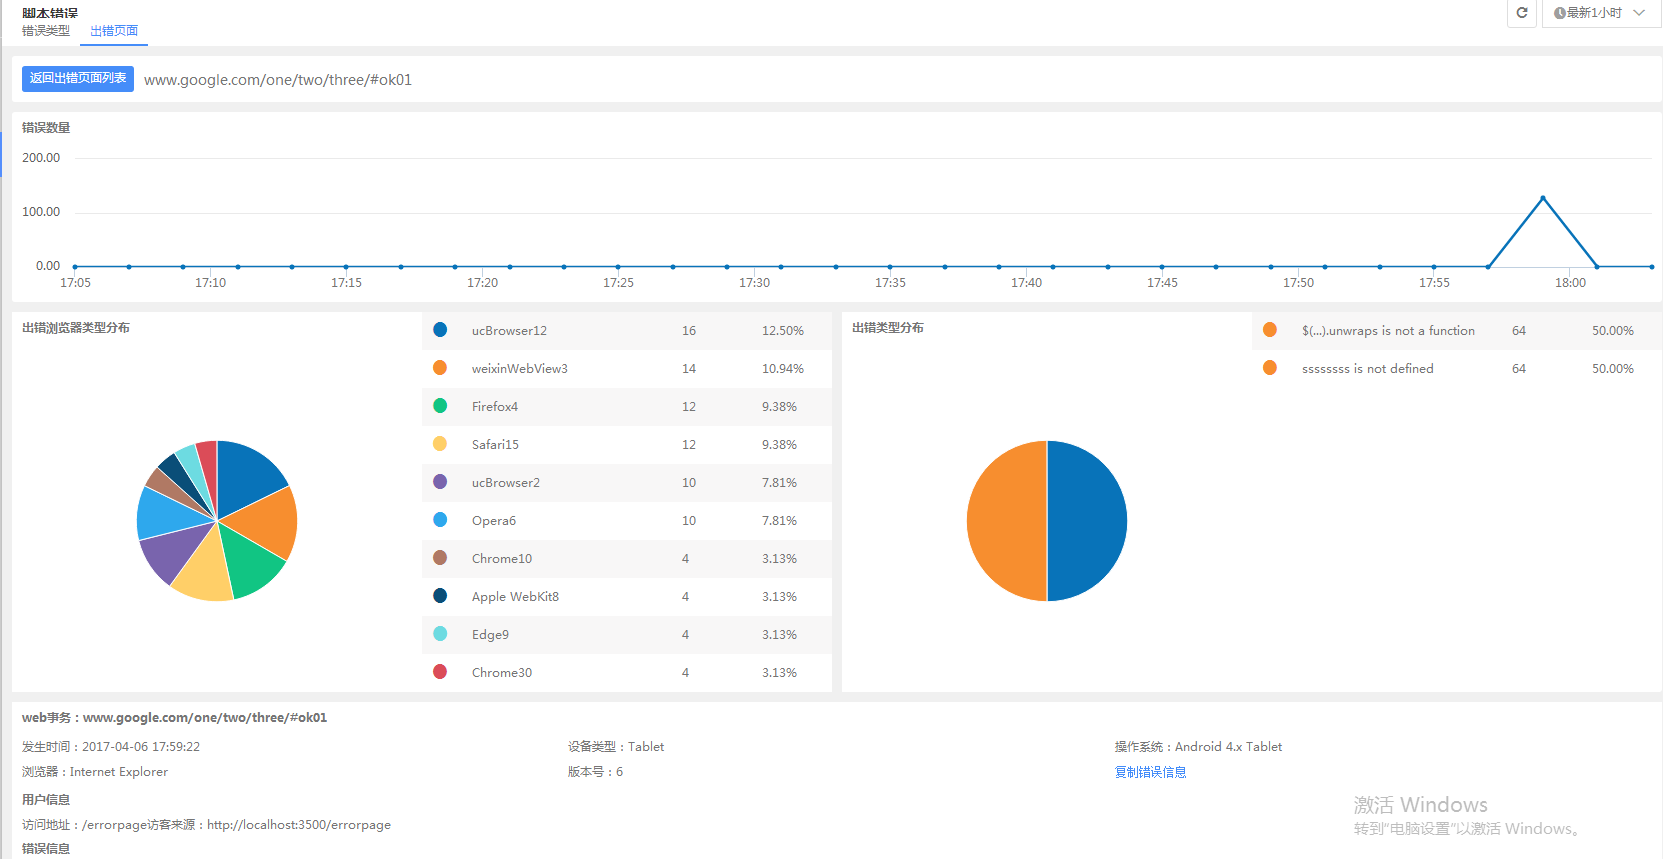 脚本错误
最新1小时
错误类型 出错页面
返回出错页面列表 www.google.com/one/two/three/#ok01
错误数量
200.00
100.00
0.00
17:05 17:10 17:15 17:20 17:25 17:30 17:35 17:40 17:45 17:50 17:55 18:00
出错浏览器类型分布
ucBrowser12 16 12.50%
weixinWebView3 14 10.94%
Firefox4 12 9.38%
Safari15 12 9.38%
ucBrowser2 10 7.81%
Opera6 10 7.81%
Chrome10 4 3.13%
Apple WebKit8 4 3.13%
Edge9 4 3.13%
Chrome30 4 3.13%
出错类型分布
$(...).unwraps is not a function 64 50.00%
ssssssss is not defined 64 50.00%
web事务：www.google.com/one/two/three/#ok01
发生时间：2017-04-06 17:59:22 设备类型：Tablet 操作系统：Android 4.x Tablet
浏览器：Internet Explorer 版本号：6 复制错误信息
用户信息
访问地址：/errorpage访客来源：http://localhost:3500/errorpage
错误信息
激活 Windows
转到"电脑设置"以激活 Windows。